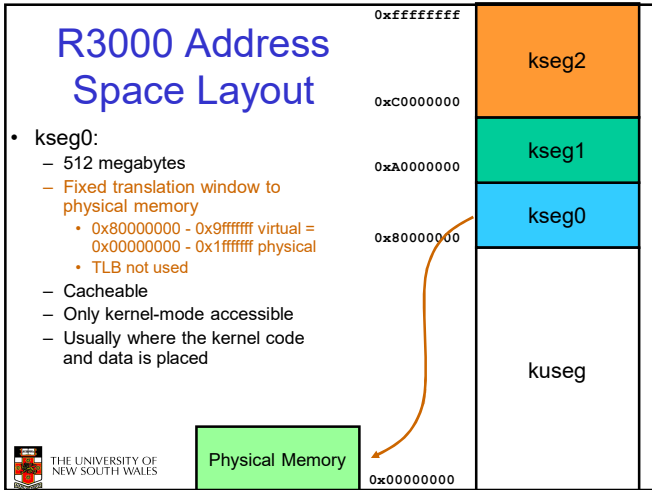 R3000 Address
Space Layout
• kseg0:
– 512 megabytes
– Fixed translation window to
physical memory
• 0x80000000 - 0x9fffffff virtual =
0x00000000 - 0x1fffffff physical
• TLB not used
– Cacheable
– Only kernel-mode accessible
– Usually where the kernel code
and data is placed
THE UNIVERSITY OF
NEW SOUTH WALES
Physical Memory
0xffffffff
kseg2
0xC0000000
kseg1
0xA0000000
kseg0
0x80000000
kuseg
0x00000000